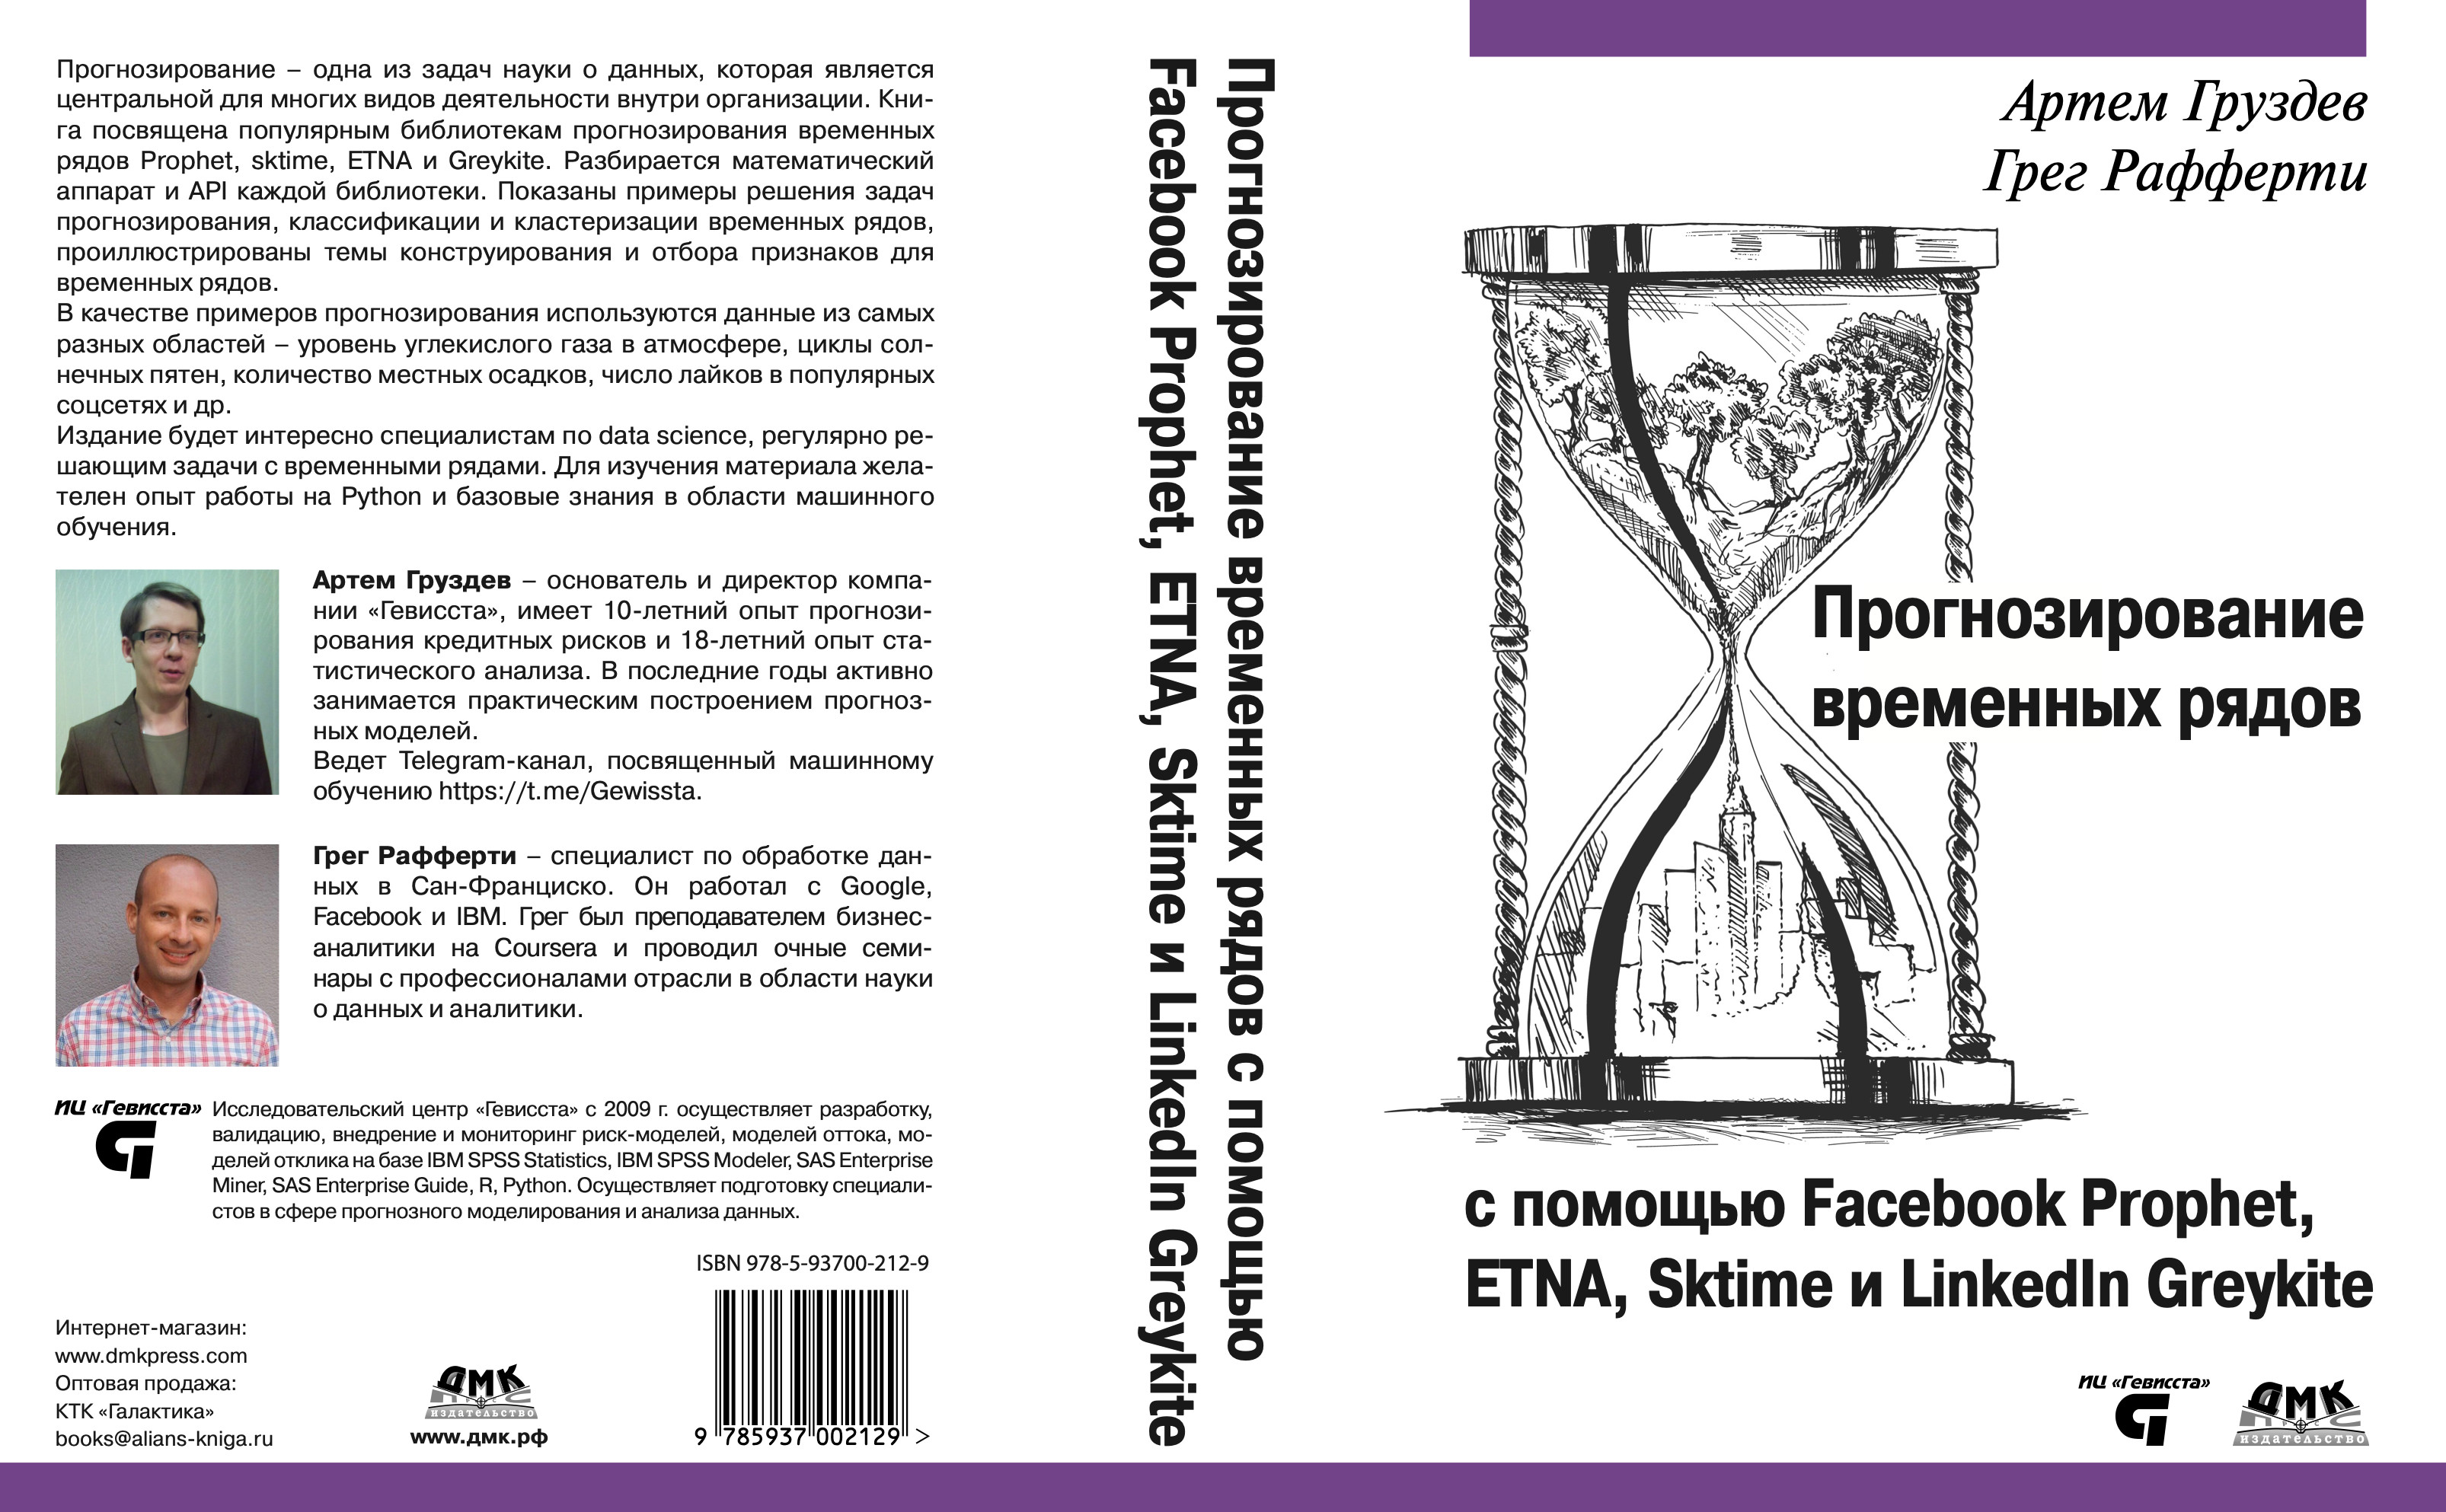 Прогнозирование – одна из задач науки о данных, которая является
центральной для многих видов деятельности внутри организации. Кни-
га посвящена популярным библиотекам прогнозирования временных
рядов Prophet, sktime, ETNA и Greykite. Разбирается математический
аппарат и API каждой библиотеки. Показаны примеры решения задач
прогнозирования, классификации и кластеризации временных рядов,
проиллюстрированы темы конструирования и отбора признаков для
временных рядов.
В качестве примеров прогнозирования используются данные из самых
разных областей – уровень углекислого газа в атмосфере, циклы сол-
нечных пятен, количество местных осадков, число лайков в популярных
соцсетях и др.
Издание будет интересно специалистам по data science, регулярно ре-
шающим задачи с временными рядами. Для изучения материала жела-
телен опыт работы на Python и базовые знания в области машинного
обучения.
Артем Груздев – основатель и директор компа-
нии «Гевисста», имеет 10-летний опыт прогнози-
рования кредитных рисков и 18-летний опыт ста-
тистического анализа. В последние годы активно
занимается практическим построением прогноз-
ных моделей.
Ведет Telegram-канал, посвященный машинному
обучению https://t.me/Gewissta.
Грег Рафферти – специалист по обработке дан-
ных в Сан-Франциско. Он работал с Google,
Facebook и IBM. Грег был преподавателем бизнес-
аналитики на Coursera и проводил очные семи-
нары с профессионалами отрасли в области науки
о данных и аналитики.
ИЦ «Гевисста»
Исследовательский центр «Гевисста» с 2009 г. осуществляет разработку,
валидацию, внедрение и мониторинг риск-моделей, моделей оттока, мо-
делей отклика на базе IBM SPSS Statistics, IBM SPSS Modeler, SAS Enterprise
Miner, SAS Enterprise Guide, R, Python. Осуществляет подготовку специали-
стов в сфере прогнозного моделирования и анализа данных.
Интернет-магазин:
www.dmkpress.com
Оптовая продажа:
КТК «Галактика»
books@alians-kniga.ru
ДМК
ПРЕСС
издательство
www.дмк.рф
ISBN 978-5-93700-212-9
9 785937 002129 >
Прогнозирование временных рядов с помощью
Facebook Prophet, ETNA, Sktime и LinkedIn Greykite
Артем Груздев
Грег Рафферти
Прогнозирование
временных рядов
с помощью Facebook Prophet,
ETNA, Sktime и LinkedIn Greykite
ИЦ «Гевисста»
ДМК
ПРЕСС
издательство